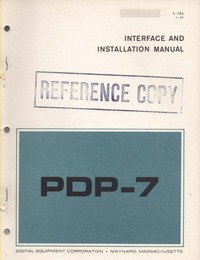 INTERFACE AND
INSTALLATION MANUAL
REFERENCE COPY
PDP-7
DIGITAL EQUIPMENT CORPORATION • MAYNARD, MASSACHUSETTS